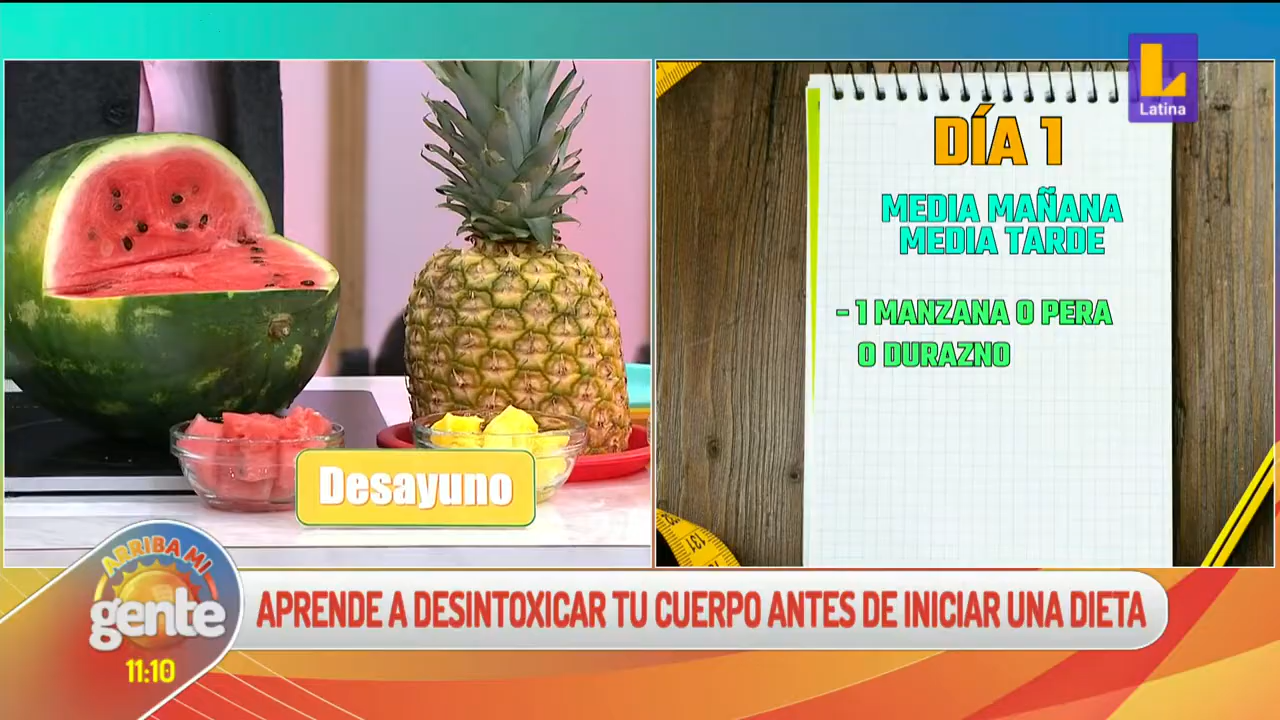 Latina
DÍA 1
MEDIA MAÑANA
MEDIA TARDE
- 1 MANZANA O PERA
O DURAZNO
Desayuno
131
ARRIBA MI
gente
11:10
APRENDE A DESINTOXICAR TU CUERPO ANTES DE INICIAR UNA DIETA